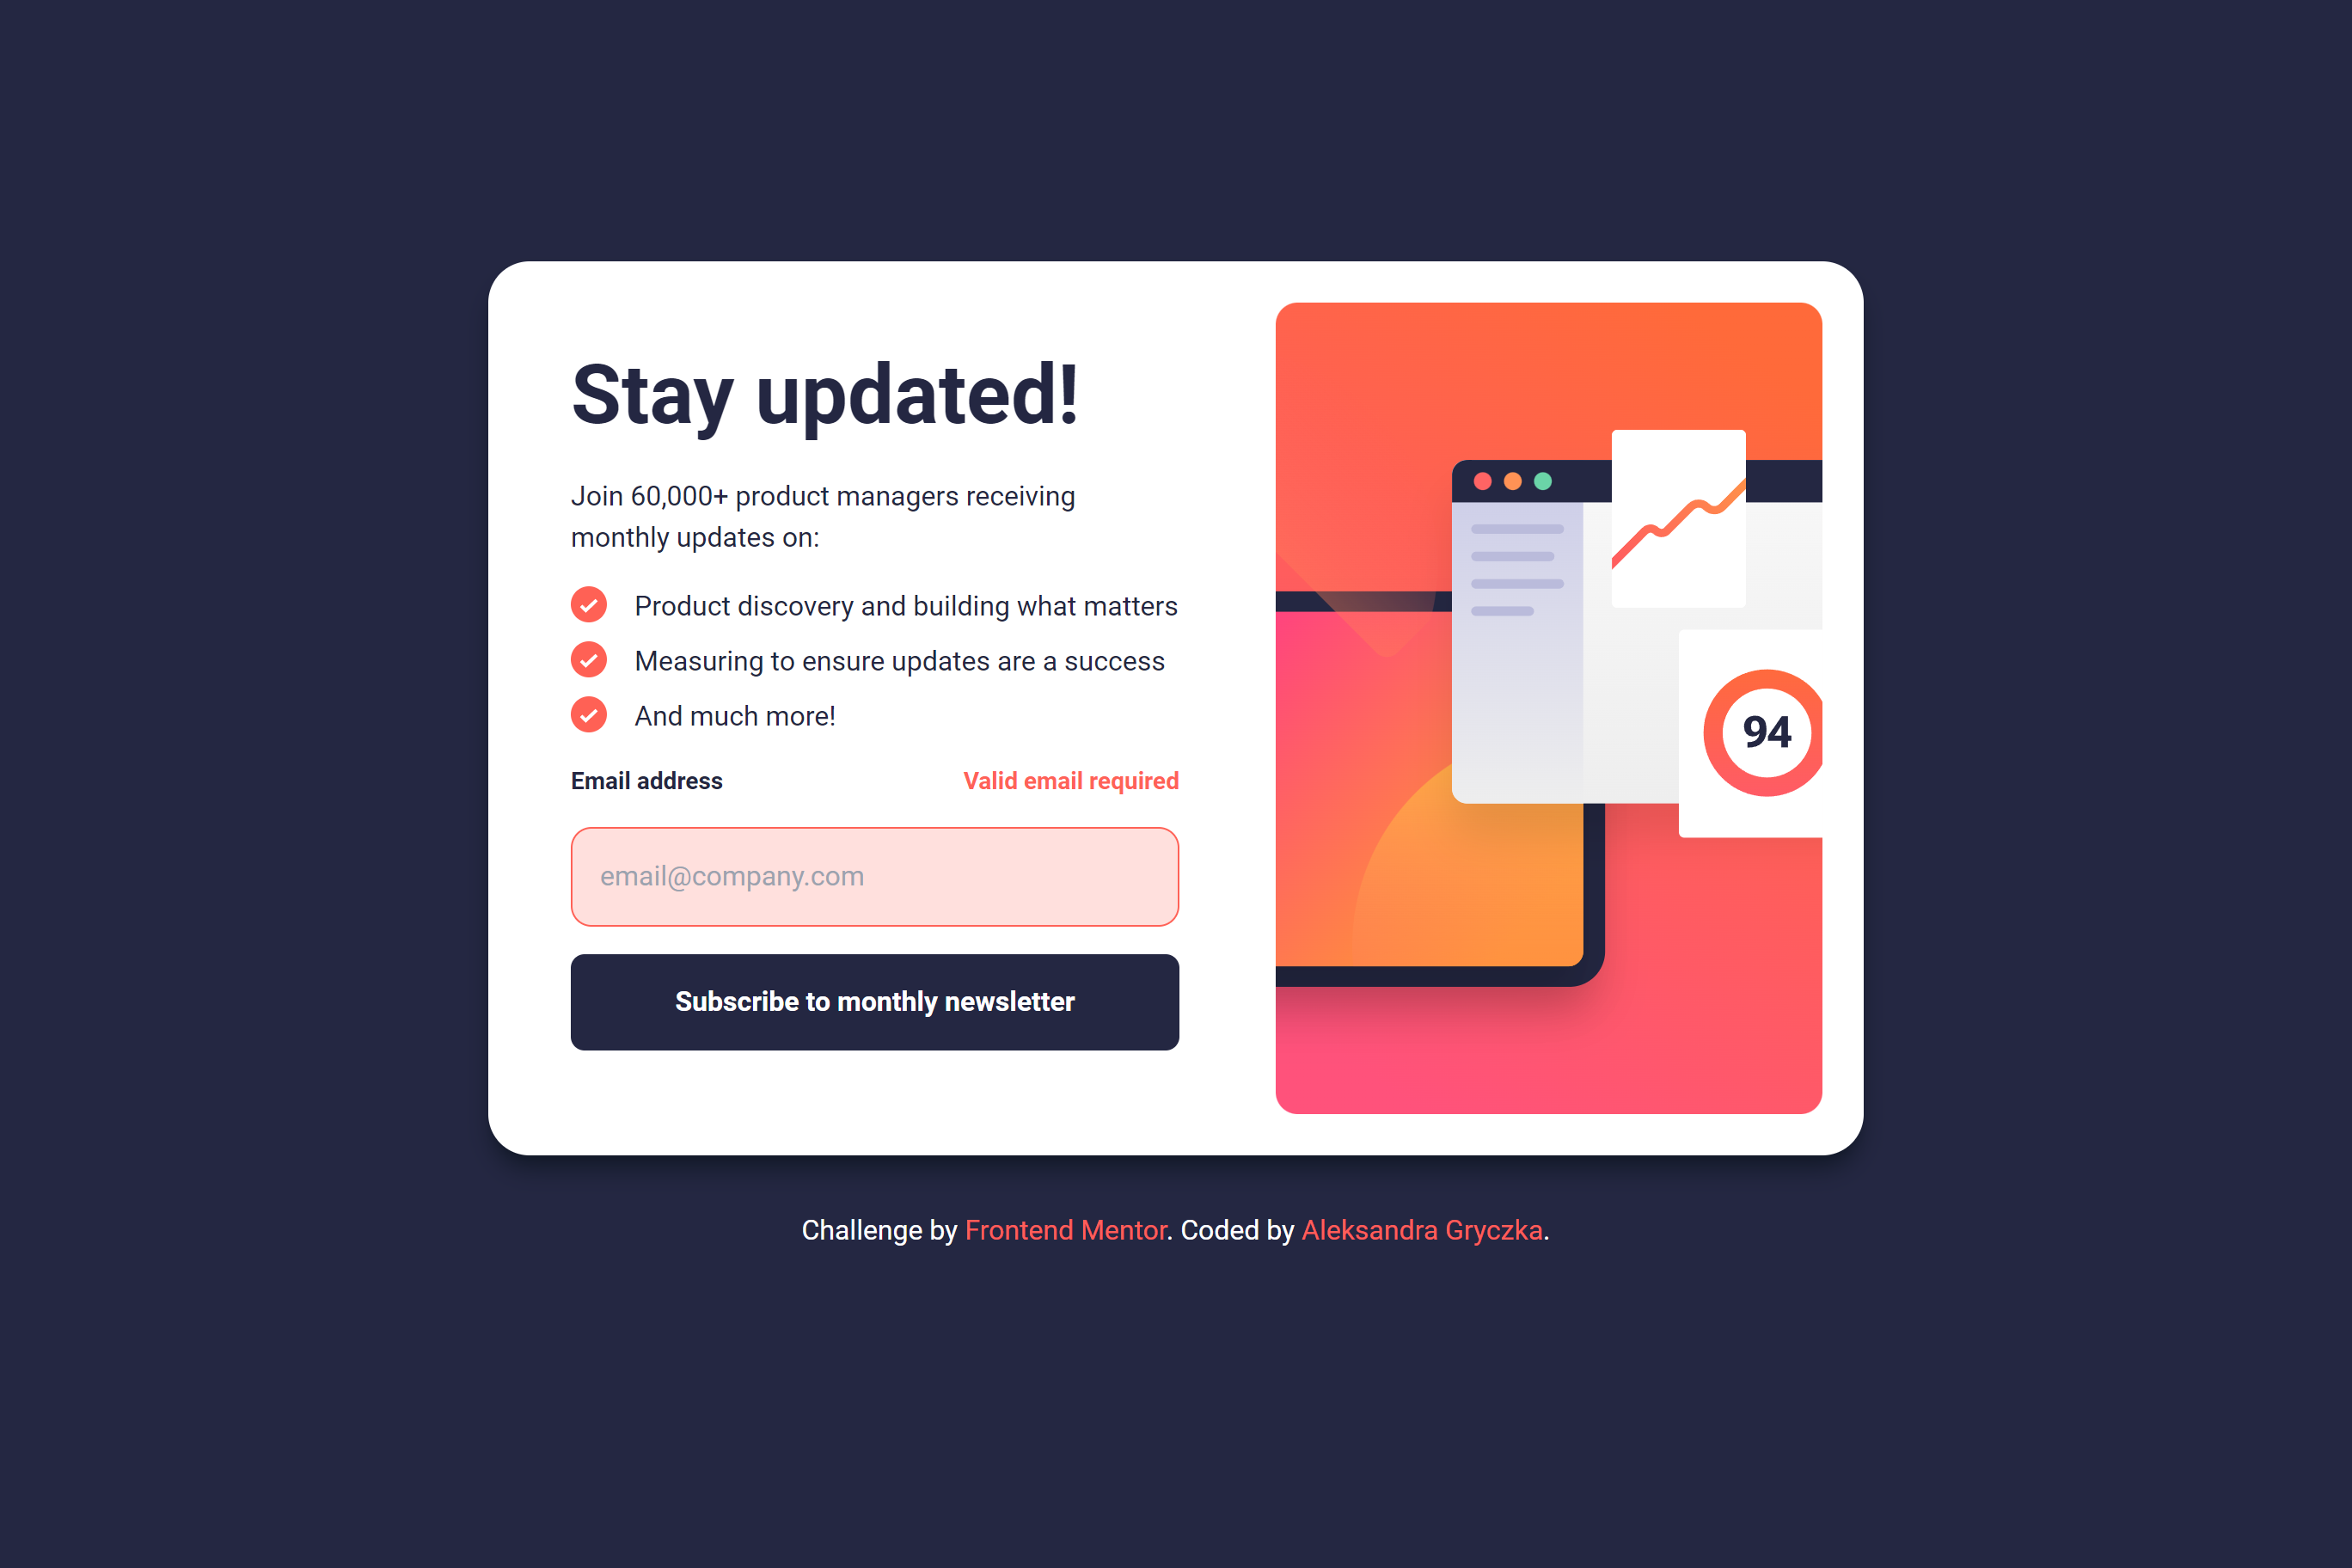 Stay updated!
Join 60,000+ product managers receiving
monthly updates on:
Product discovery and building what matters
Measuring to ensure updates are a success
And much more!
Email address
Valid email required
email@company.com
Subscribe to monthly newsletter
94
Challenge by Frontend Mentor. Coded by Aleksandra Gryczka.